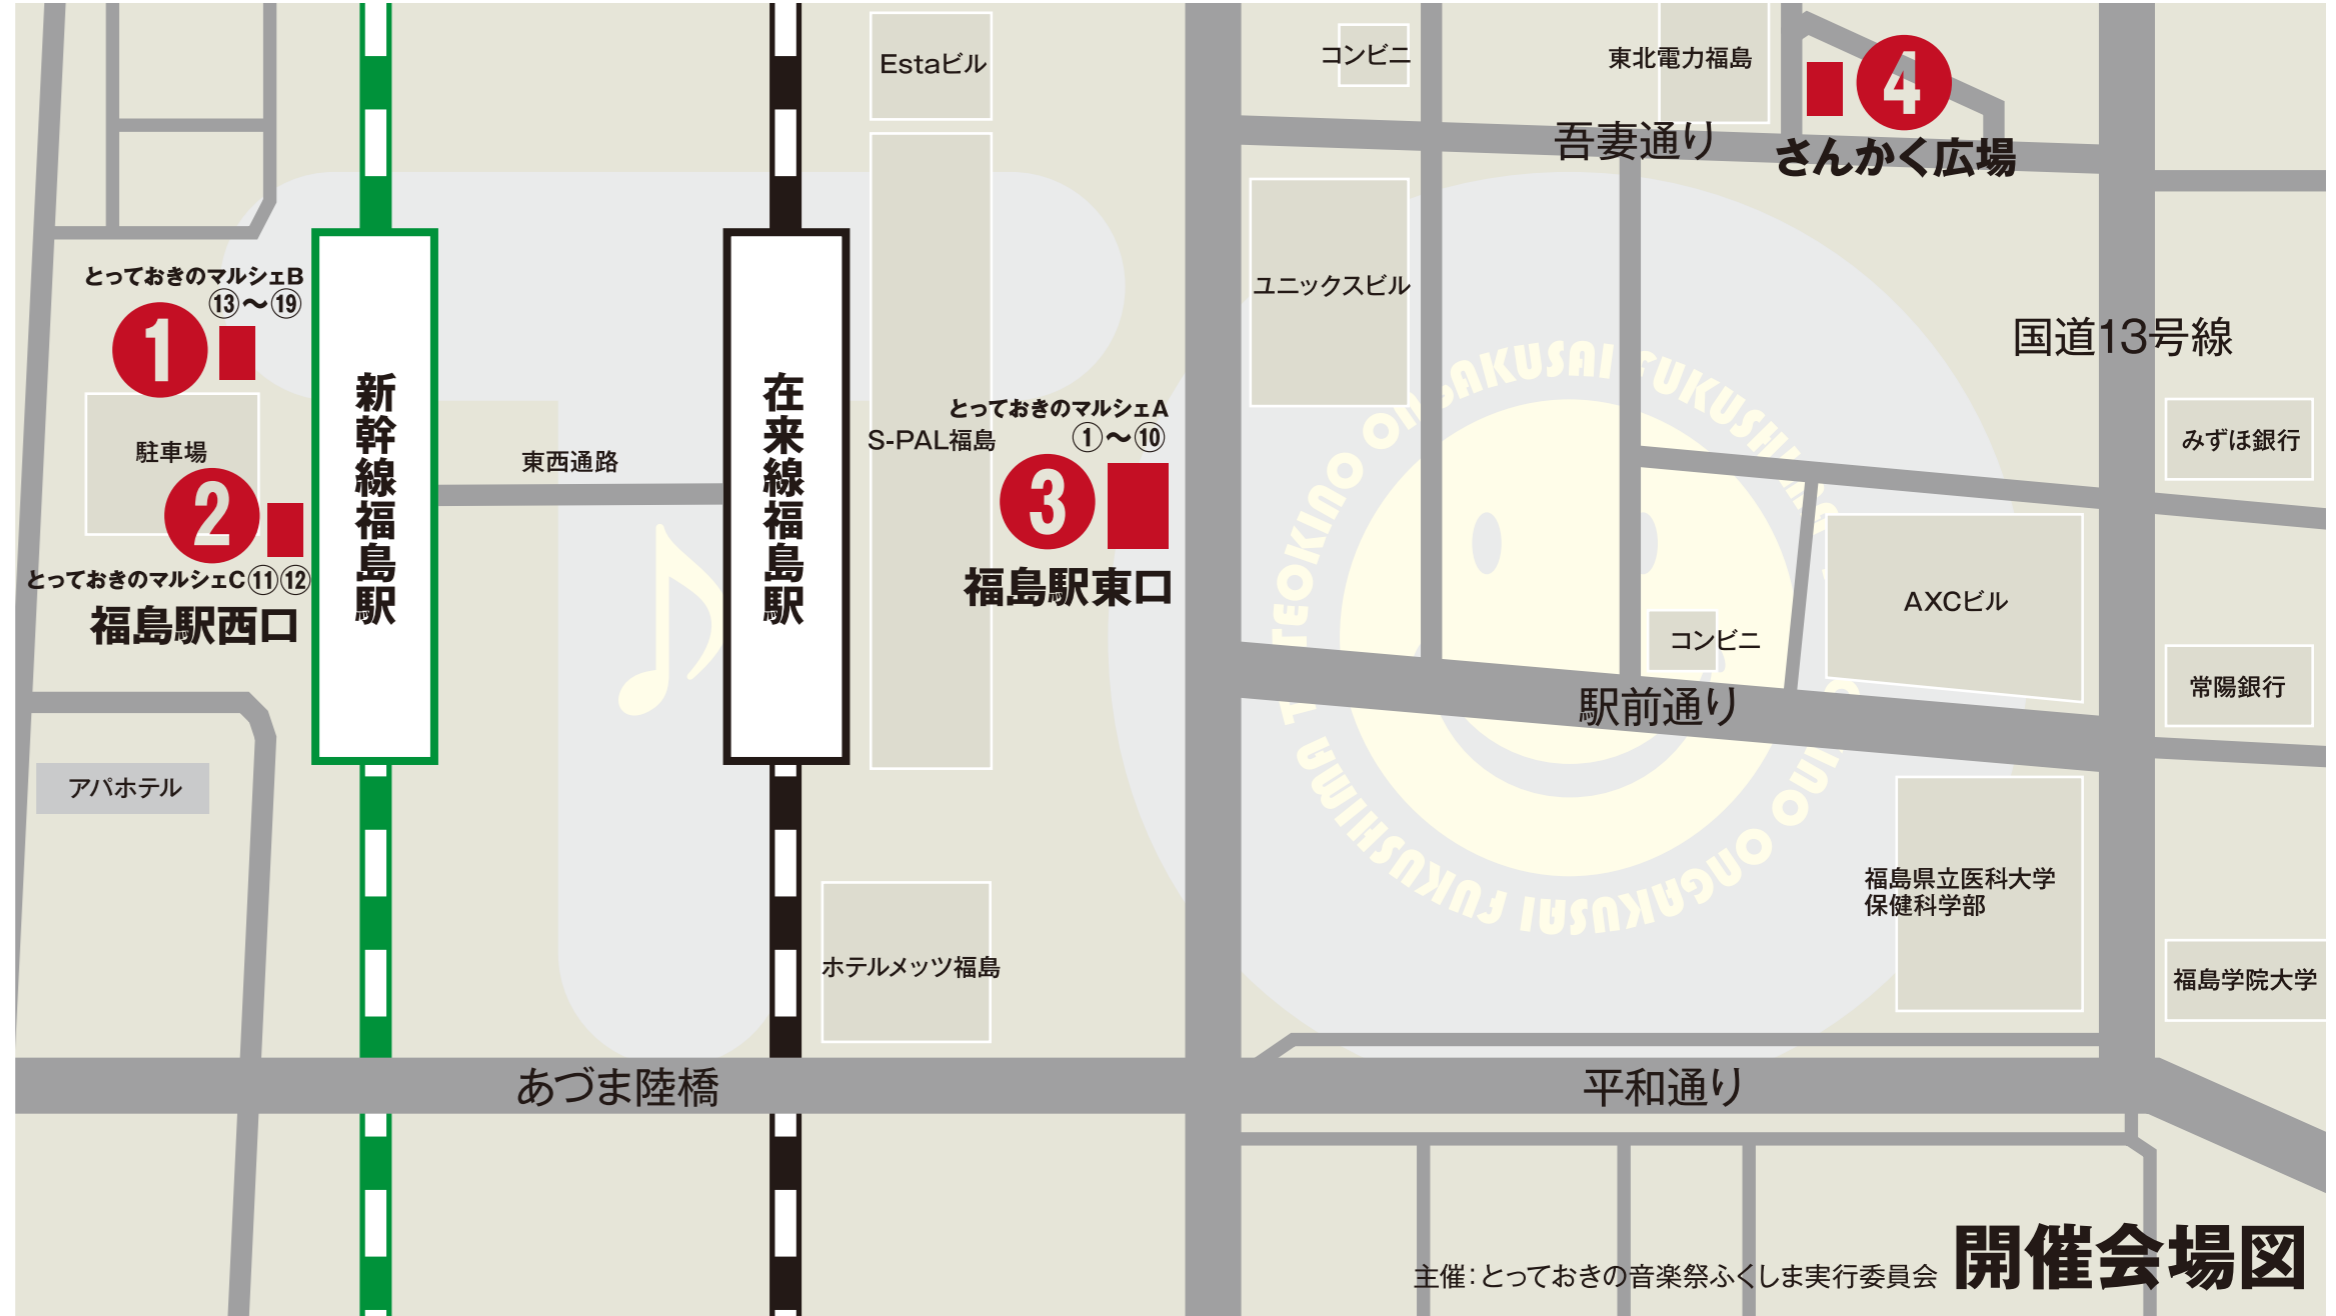 Estaビル
コンビニ
東北電力福島
4
吾妻通り
さんかく広場
とっておきのマルシェB
⑬～⑲
1
ユニックスビル
国道13号線
新幹線福島駅
在来線福島駅
とっておきのマルシェA
①～⑩
S-PAL福島
駐車場
東西通路
みずほ銀行
2
3
とっておきのマルシェC⑪⑫
福島駅西口
福島駅東口
AXCビル
コンビニ
常陽銀行
駅前通り
アパホテル
福島県立医科大学
保健科学部
ホテルメッツ福島
福島学院大学
あづま陸橋
平和通り
主催:とっておきの音楽祭ふくしま実行委員会
開催会場図